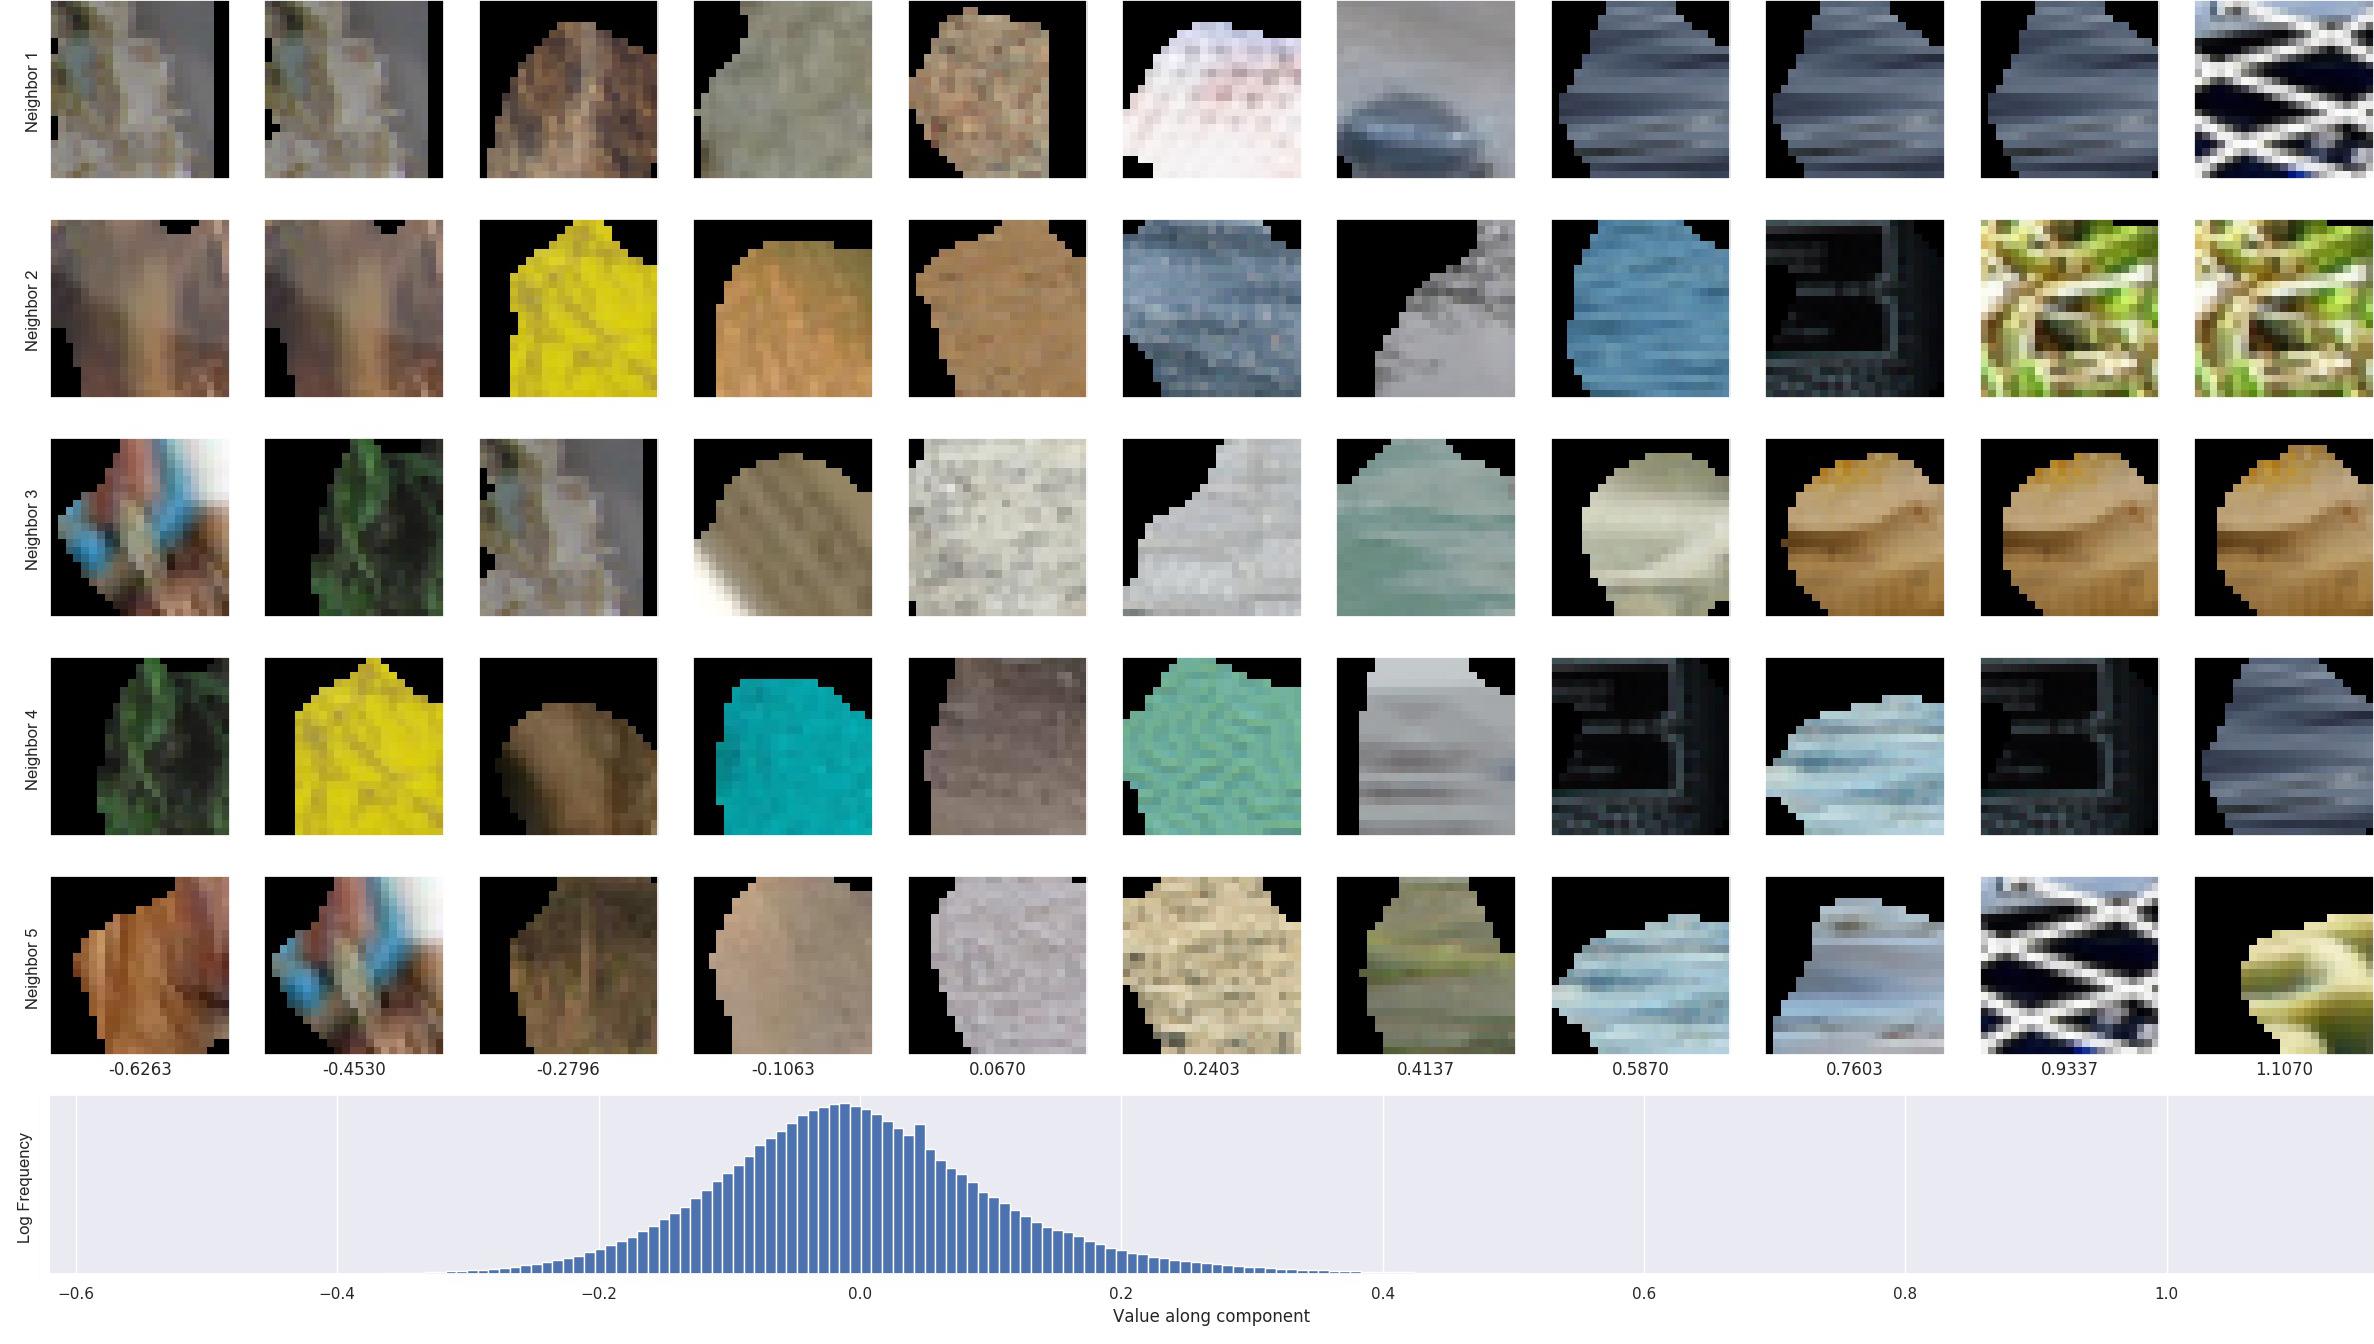 Neighbor 1
Neighbor 2
Neighbor 3
Neighbor 4
Neighbor 5
-0.6263 -0.4530 -0.2796 -0.1063 0.0670 0.2403 0.4137 0.5870 0.7603 0.9337 1.1070
Log Frequency
−0.6 −0.4 −0.2 0.0 0.2 0.4 0.6 0.8 1.0
Value along component